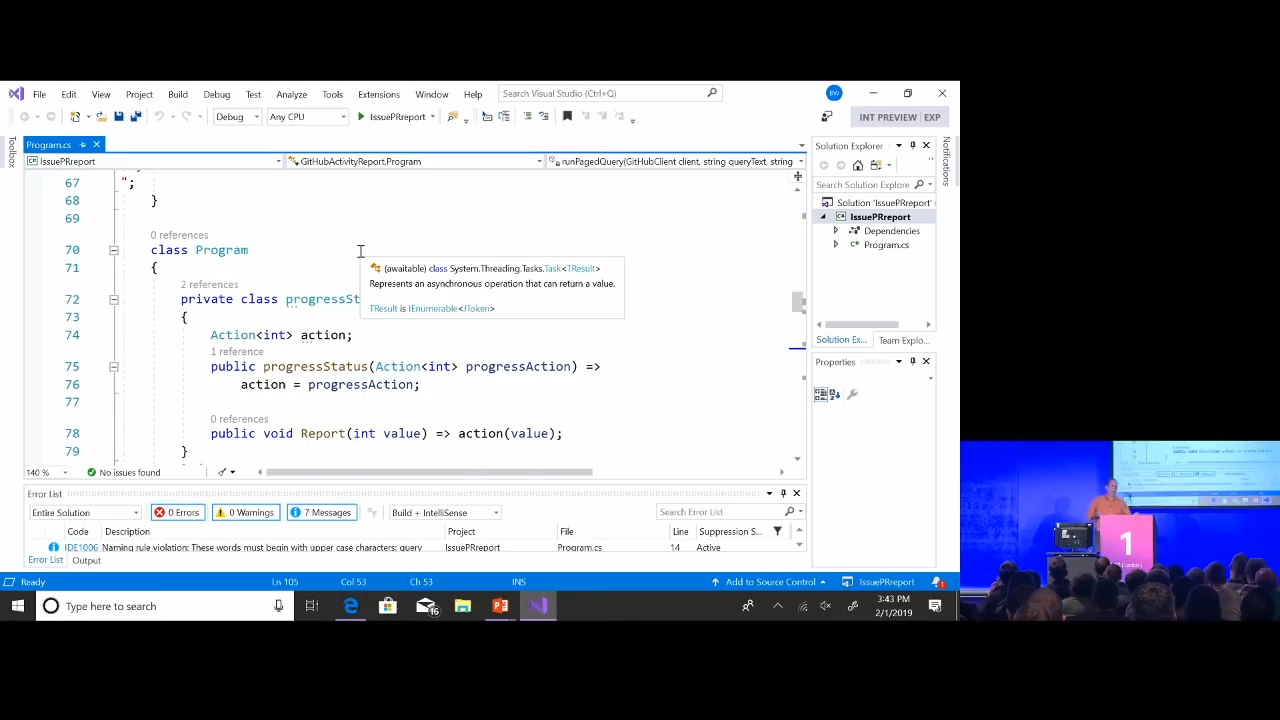 File Edit View Project Build Debug Test Analyze Tools Extensions Window Help Search Visual Studio (Ctrl+Q) BW
Debug Any CPU IssuePRreport INT PREVIEW EXP
Toolbox
Program.cs
IssuePRreport GitHubActivityReport.Program runPagedQuery(GitHubClient client, string queryText, string
67 ";
68 }
69
0 references
70 class Program
71 {
2 references
72 private class progressSt
73 {
74 Action<int> action;
1 reference
75 public progressStatus(Action<int> progressAction) =>
76 action = progressAction;
77
0 references
78 public void Report(int value) => action(value);
79 }
(awaitable) class System.Threading.Tasks.Task<TResult>
Represents an asynchronous operation that can return a value.
TResult is IEnumerable<JToken>
140 % No issues found
Solution Explorer
Search Solution Explore
Solution 'IssuePRreport'
IssuePRreport
Dependencies
Program.cs
Solution Ex... Team Explo...
Properties
Notifications
Error List
Entire Solution 0 Errors 0 Warnings 7 Messages Build + IntelliSense Search Error List
Code Description Project File Line Suppression S...
IDE1006 Naming rule violation: These words must begin with upper case characters: query IssuePRreport Program.cs 14 Active
Error List Output
Ready Ln 105 Col 53 Ch 53 INS Add to Source Control IssuePRreport 1
Type here to search 16 3:43 PM
2/1/2019
1